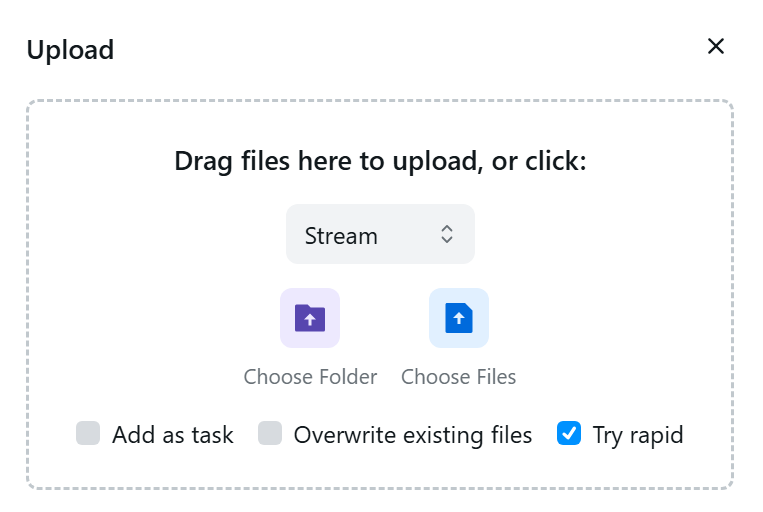 Upload
Drag files here to upload, or click:
Stream
Choose Folder Choose Files
Add as task Overwrite existing files Try rapid